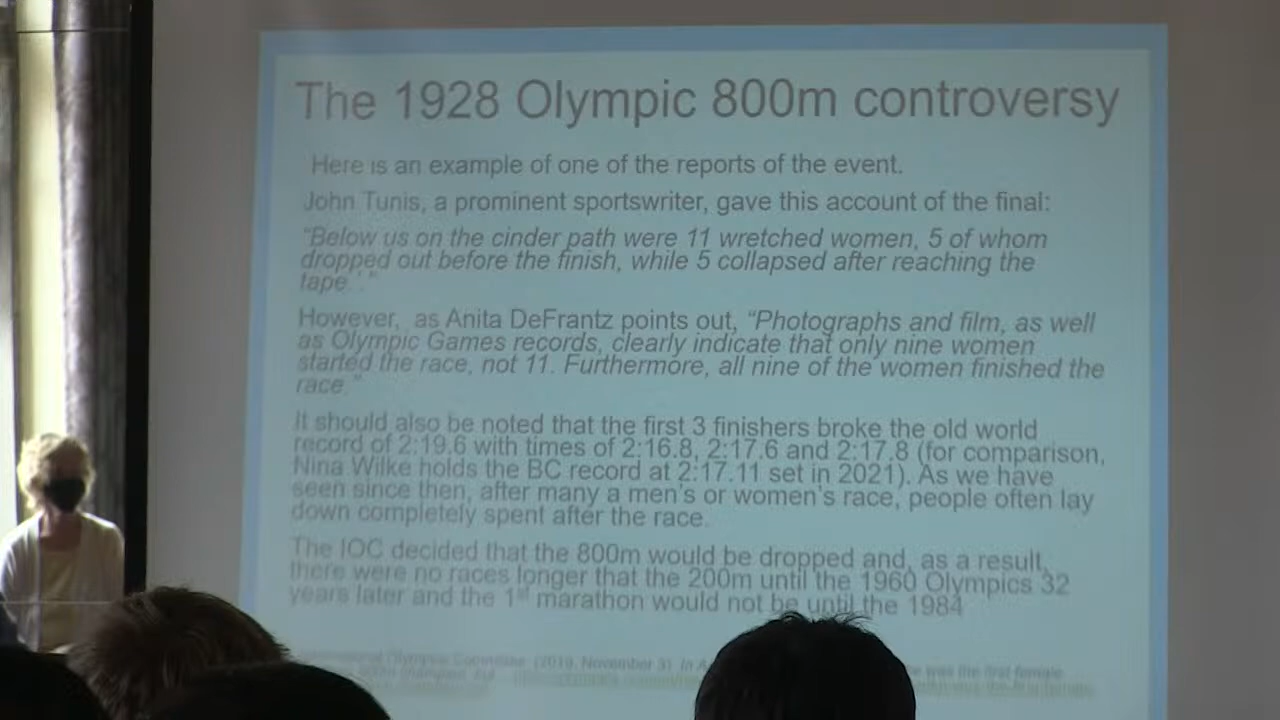 The 1928 Olympic 800m controversy
Here is an example of one of the reports of the event.
John Tunis, a prominent sportswriter, gave this account of the final:
“Below us on the cinder path were 11 wretched women, 5 of whom
dropped out before the finish, while 5 collapsed after reaching the
tape.’”
However, as Anita DeFrantz points out, “Photographs and film, as well
as Olympic Games records, clearly indicate that only nine women
started the race, not 11. Furthermore, all nine of the women finished the
race.”
It should also be noted that the first 3 finishers broke the old world
record of 2:19.6 with times of 2:16.8, 2:17.6 and 2:17.8 (for comparison,
Nina Wilke holds the BC record at 2:17.11 set in 2021). As we have
seen since then, after many a men's or women's race, people often lay
down completely spent after the race.
The IOC decided that the 800m would be dropped and, as a result,
there were no races longer that the 200m until the 1960 Olympics 32
years later and the 1st marathon would not be until the 1984
Olympic Committee. (2019, November 3). In was the first female